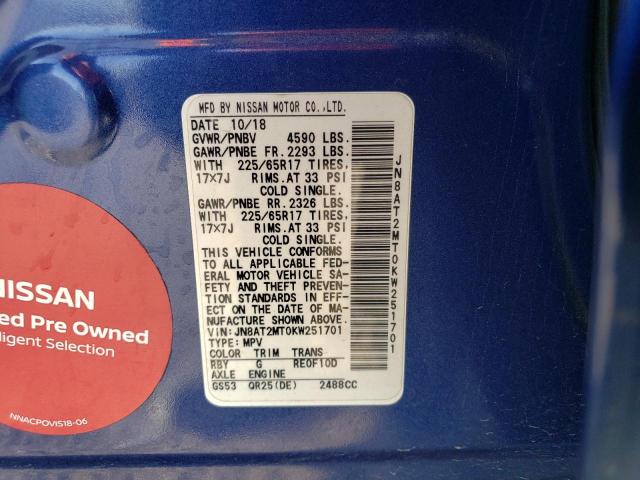 MFD BY NISSAN MOTOR CO.,LTD.
DATE 10/18
GVWR/PNBV 4590 LBS.
GAWR/PNBE FR. 2293 LBS.
WITH 225/65R17 TIRES,
17X7J RIMS.AT 33 PSI
COLD SINGLE.
GAWR/PNBE RR. 2326 LBS.
WITH 225/65R17 TIRES,
17X7J RIMS.AT 33 PSI
COLD SINGLE.
THIS VEHICLE CONFORMS
TO ALL APPLICABLE FED-
ERAL MOTOR VEHICLE SA-
FETY AND THEFT PREVEN-
TION STANDARDS IN EFF-
ECT ON THE DATE OF MA-
NUFACTURE SHOWN ABOVE.
VIN:JN8AT2MT0KW251701
TYPE:MPV
COLOR TRIM TRANS
RBY G RE0F10D
AXLE ENGINE
GS53 QR25(DE) 2488CC
JN8AT2MT0KW251701
NISSAN
ed Pre Owned
lligent Selection
NNACPOVIS18-06